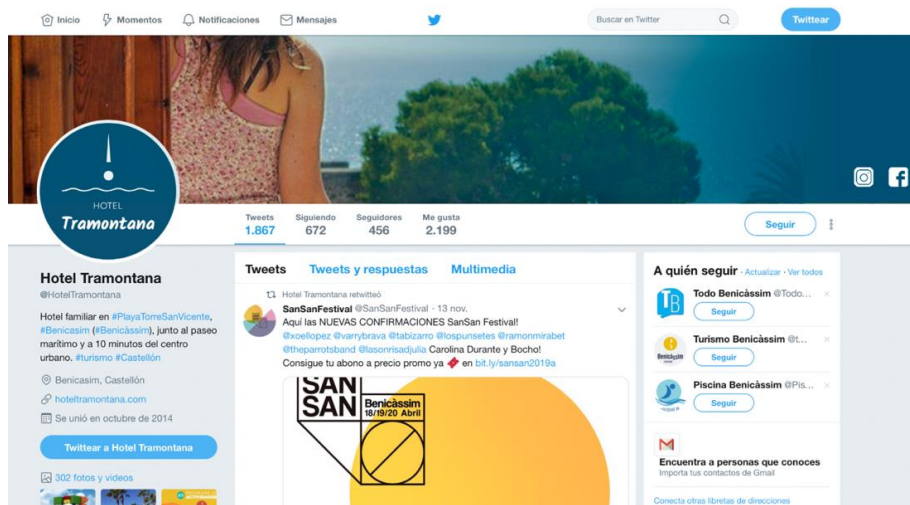 Inicio Momentos Notificaciones Mensajes Buscar en Twitter Twittear
HOTEL
Tramontana
Tweets Siguiendo Seguidores Me gusta
1.867 672 456 2.199
Seguir
Hotel Tramontana
@HotelTramontana
Hotel familiar en #PlayaTorreSanVicente,
#Benicasim (#Benicàssim), junto al paseo
marítimo y a 10 minutos del centro
urbano. #turismo #Castellón
Benicasim, Castellón
hoteltramontana.com
Se unió en octubre de 2014
Twittear a Hotel Tramontana
302 fotos y videos
Tweets Tweets y respuestas Multimedia
Hotel Tramontana retwitteó
SanSanFestival @SanSanFestival · 13 nov.
Aquí las NUEVAS CONFIRMACIONES SanSan Festival!
@xoellopez @varrybrava @tabizarro @lospunsetes @ramonmirabet
@theparrotsband @lasonrisadjulia Carolina Durante y Bocho!
Consigue tu abono a precio promo ya en bit.ly/sansan2019a
SAN
SAN Benicàssim
18/19/20 Abril
A quién seguir · Actualizar · Ver todos
Todo Benicàssim @Todo...
Seguir
Turismo Benicàssim @t...
Seguir
Piscina Benicàssim @Pis...
Seguir
Encuentra a personas que conoces
Importa tus contactos de Gmail
Conecta otras libretas de direcciones